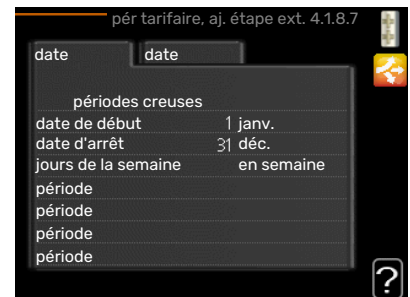 pér tarifaire, aj. étape ext. 4.1.8.7
date date
périodes creuses
date de début 1 janv.
date d'arrêt 31 déc.
jours de la semaine en semaine
période
période
période
période
?